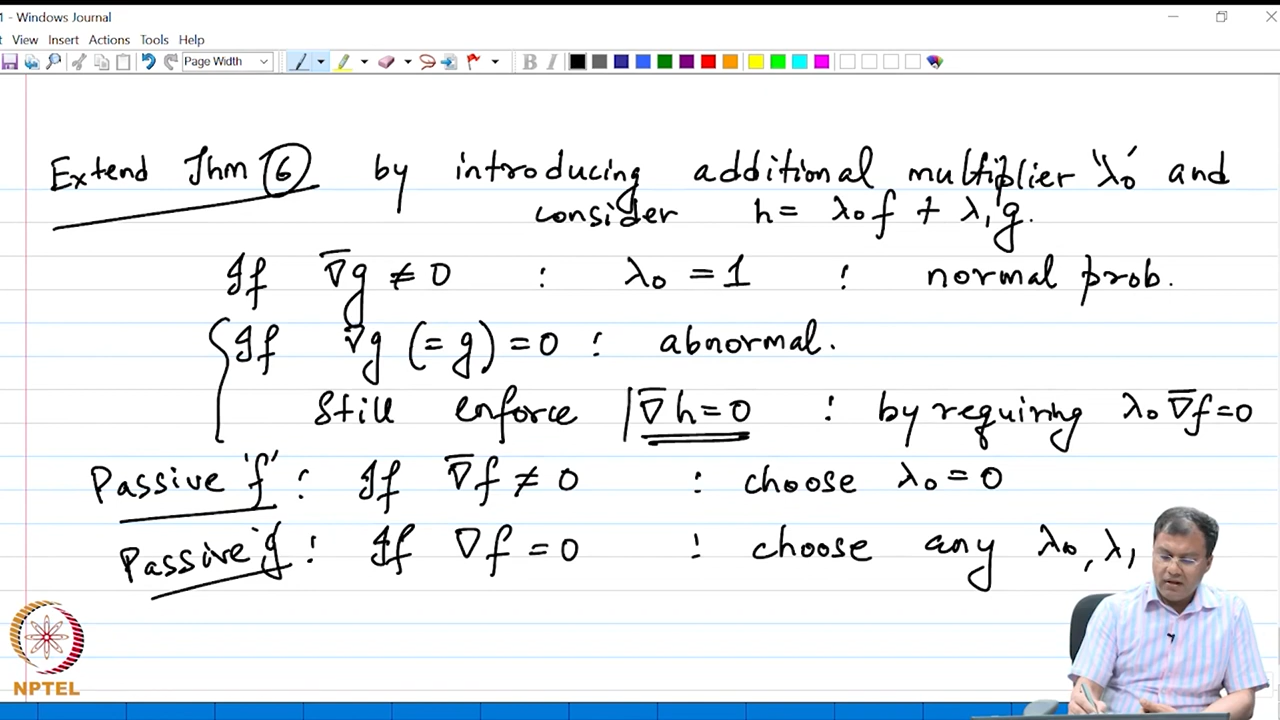 1 - Windows Journal
View Insert Actions Tools Help
Page Width
B I
Extend Thm ⑥ by introducing additional multiplier 'λ₀' and
consider h = λ₀f + λ₁g.
If ∇̄g ≠ 0 : λ₀ = 1 : normal prob.
If ∇̄g (= g) = 0 : abnormal.
Still enforce ∇̄h = 0 : by requiring λ₀ ∇̄f = 0
Passive 'f' : If ∇̄f ≠ 0 : choose λ₀ = 0
Passive 'g : If ∇f = 0 : choose any λ₀, λ₁
NPTEL